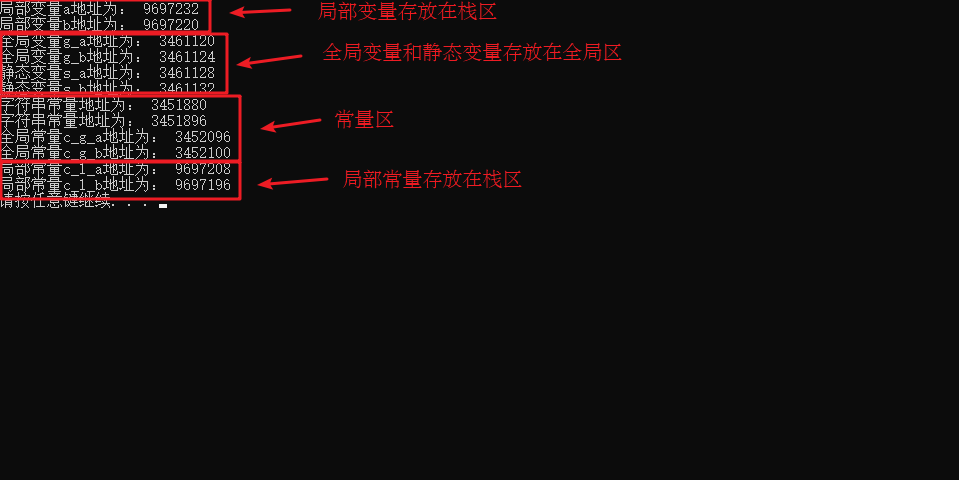 局部变量a地址为： 9697232
局部变量存放在栈区
局部变量b地址为： 9697220
全局变量g_a地址为： 3461120
全局变量g_b地址为： 3461124
全局变量和静态变量存放在全局区
静态变量s_a地址为： 3461128
静态变量s_b地址为： 3461132
字符串常量地址为： 3451880
字符串常量地址为： 3451896
常量区
全局常量c_g_a地址为： 3452096
全局常量c_g_b地址为： 3452100
局部常量c_l_a地址为： 9697208
局部常量c_l_b地址为： 9697196
局部常量存放在栈区
请按任意键继续. . .